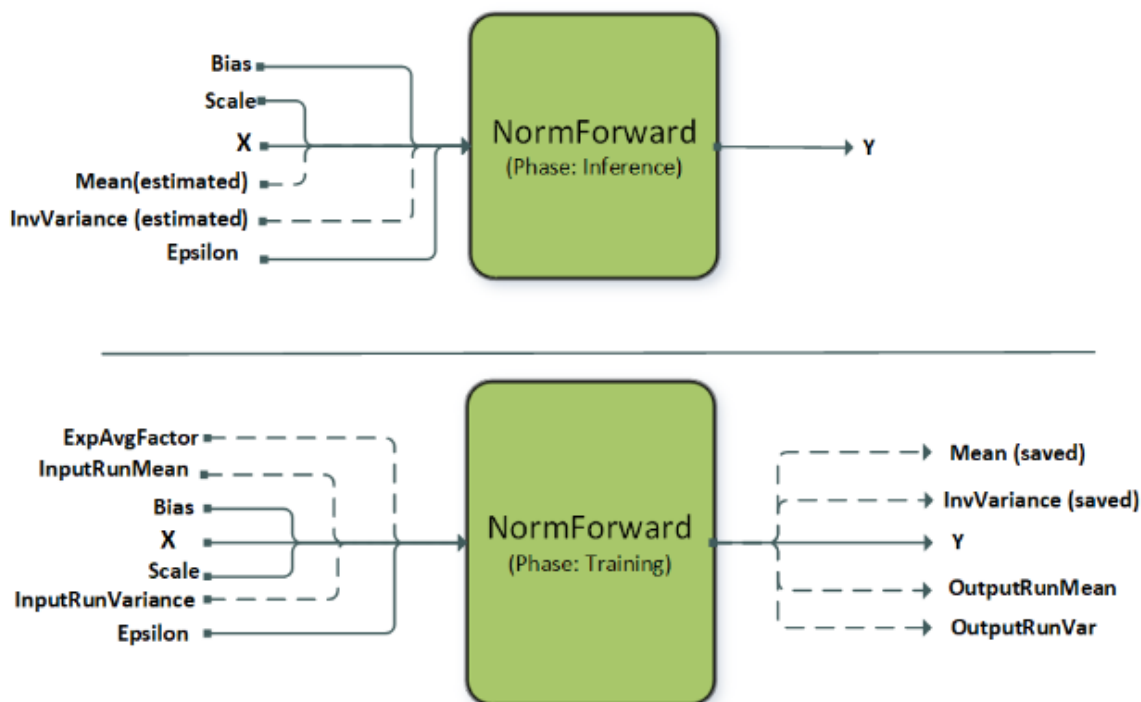 Bias
Scale
X
Mean(estimated)
InvVariance (estimated)
Epsilon
NormForward
(Phase: Inference)
Y
ExpAvgFactor
InputRunMean
Bias
X
Scale
InputRunVariance
Epsilon
NormForward
(Phase: Training)
Mean (saved)
InvVariance (saved)
Y
OutputRunMean
OutputRunVar